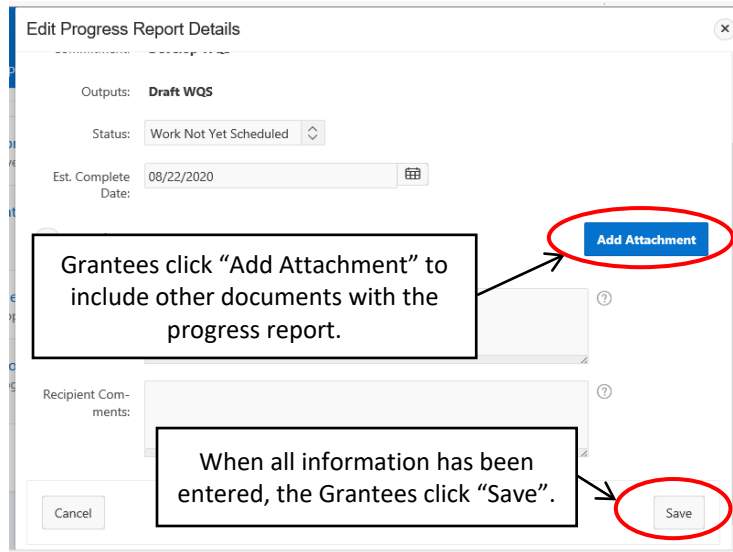 Edit Progress Report Details
Outputs: Draft WQS
Status: Work Not Yet Scheduled
Est. Complete
Date: 08/22/2020
Add Attachment
Grantees click “Add Attachment” to
include other documents with the
progress report.
Recipient Com-
ments:
When all information has been
entered, the Grantees click “Save”.
Cancel
Save